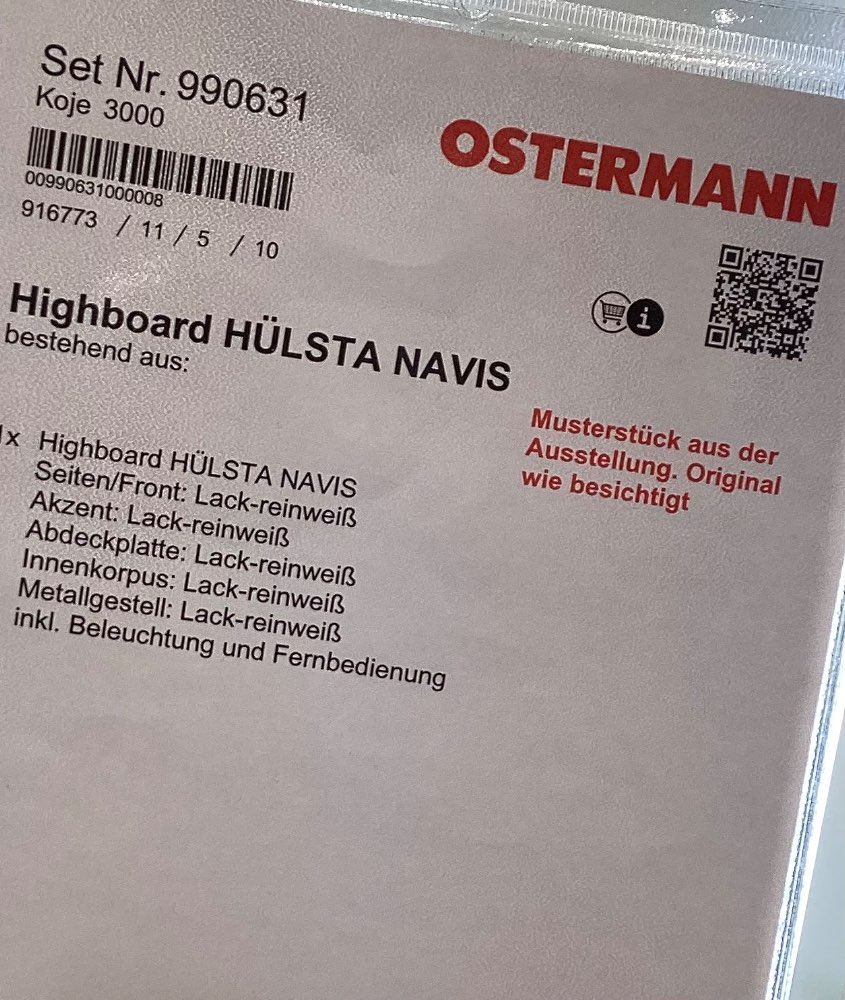 Set Nr. 990631
Koje 3000
OSTERMANN
00990631000008
916773 / 11 / 5 / 10
i
Highboard HÜLSTA NAVIS
bestehend aus:
Musterstück aus der
Ausstellung. Original
wie besichtigt
1x Highboard HÜLSTA NAVIS
Seiten/Front: Lack-reinweiß
Akzent: Lack-reinweiß
Abdeckplatte: Lack-reinweiß
Innenkorpus: Lack-reinweiß
Metallgestell: Lack-reinweiß
inkl. Beleuchtung und Fernbedienung